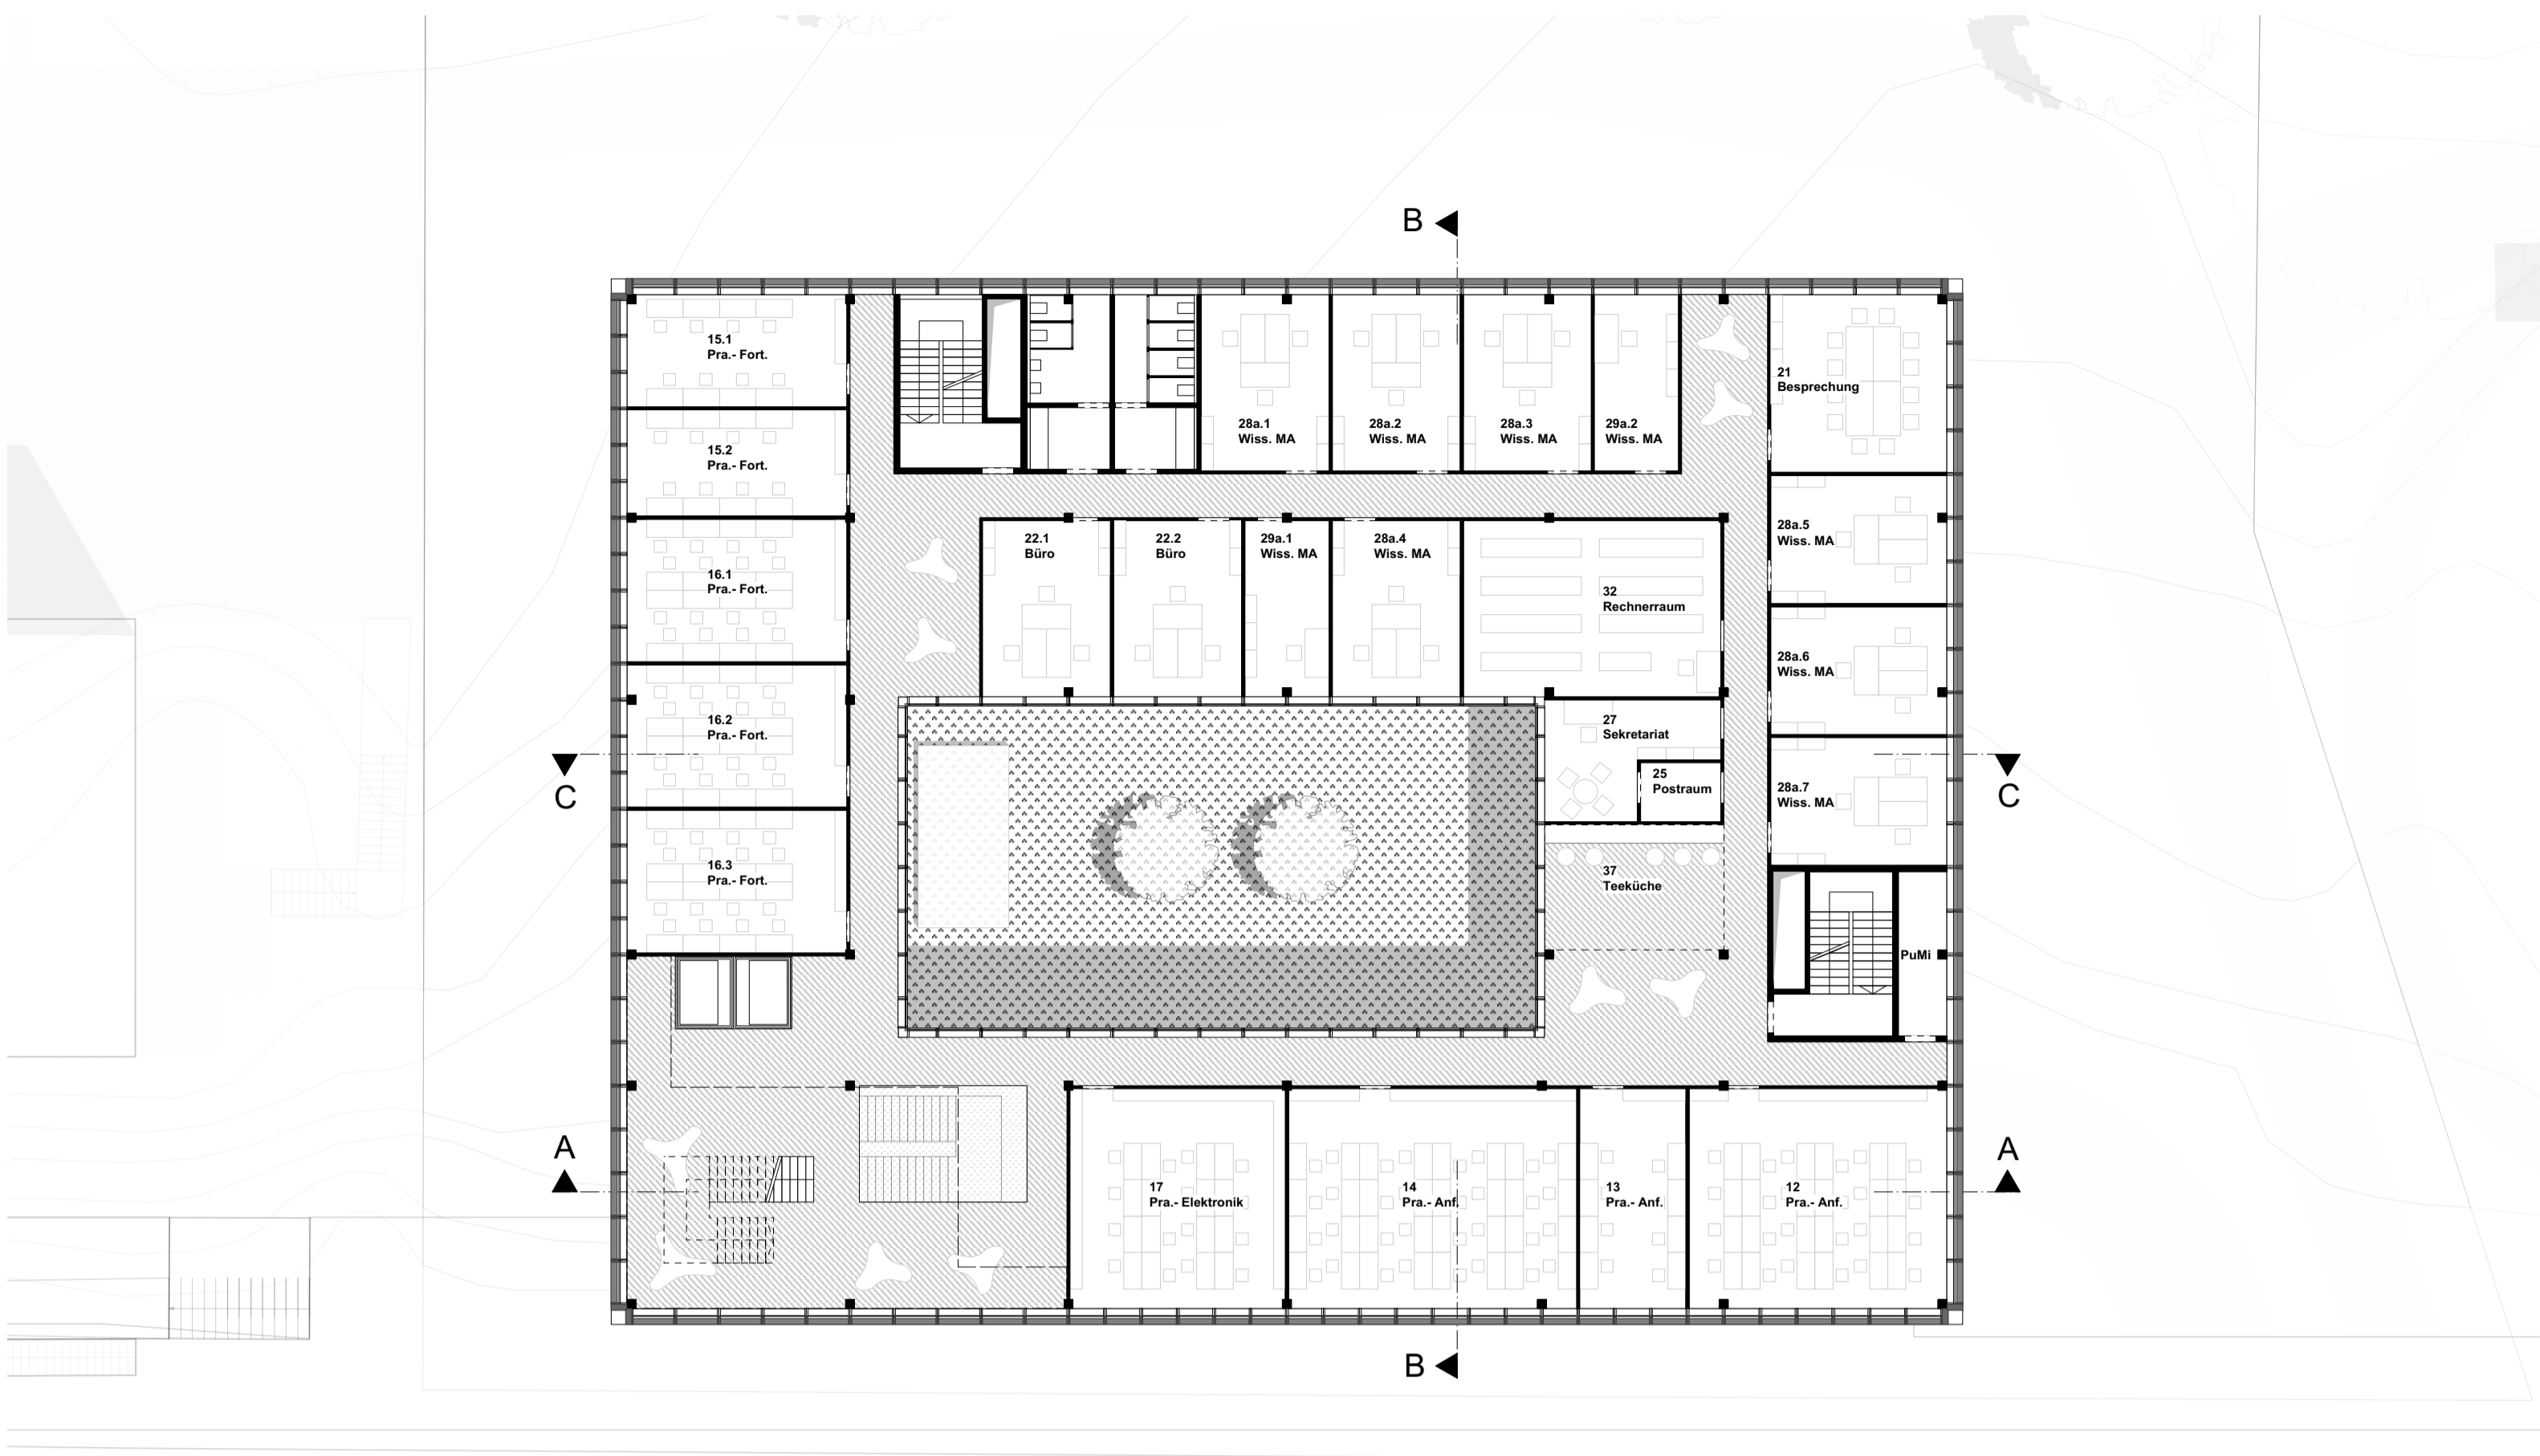 B
15.1
Pra.- Fort.
21
Besprechung
28a.1
Wiss. MA
28a.2
Wiss. MA
28a.3
Wiss. MA
29a.2
Wiss. MA
15.2
Pra.- Fort.
28a.5
Wiss. MA
22.1
Büro
22.2
Büro
29a.1
Wiss. MA
28a.4
Wiss. MA
16.1
Pra.- Fort.
32
Rechnerraum
28a.6
Wiss. MA
16.2
Pra.- Fort.
27
Sekretariat
25
Postraum
28a.7
Wiss. MA
C
C
16.3
Pra.- Fort.
37
Teeküche
PuMi
A
A
17
Pra.- Elektronik
14
Pra.- Anf.
13
Pra.- Anf.
12
Pra.- Anf.
B